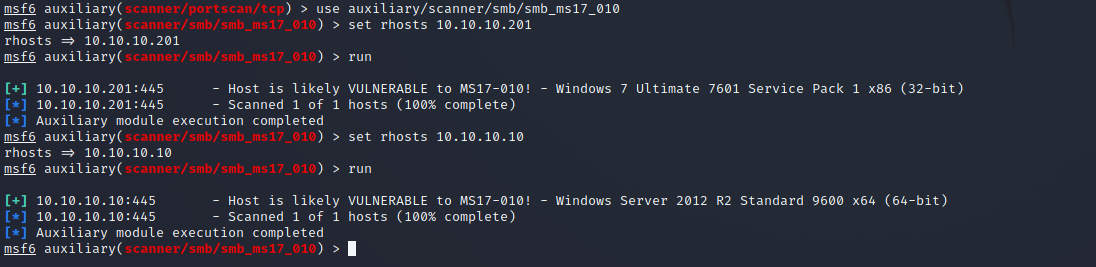 msf6 auxiliary(scanner/portscan/tcp) > use auxiliary/scanner/smb/smb_ms17_010
msf6 auxiliary(scanner/smb/smb_ms17_010) > set rhosts 10.10.10.201
rhosts => 10.10.10.201
msf6 auxiliary(scanner/smb/smb_ms17_010) > run

[+] 10.10.10.201:445      - Host is likely VULNERABLE to MS17-010! - Windows 7 Ultimate 7601 Service Pack 1 x86 (32-bit)
[*] 10.10.10.201:445      - Scanned 1 of 1 hosts (100% complete)
[*] Auxiliary module execution completed
msf6 auxiliary(scanner/smb/smb_ms17_010) > set rhosts 10.10.10.10
rhosts => 10.10.10.10
msf6 auxiliary(scanner/smb/smb_ms17_010) > run

[+] 10.10.10.10:445       - Host is likely VULNERABLE to MS17-010! - Windows Server 2012 R2 Standard 9600 x64 (64-bit)
[*] 10.10.10.10:445       - Scanned 1 of 1 hosts (100% complete)
[*] Auxiliary module execution completed
msf6 auxiliary(scanner/smb/smb_ms17_010) >